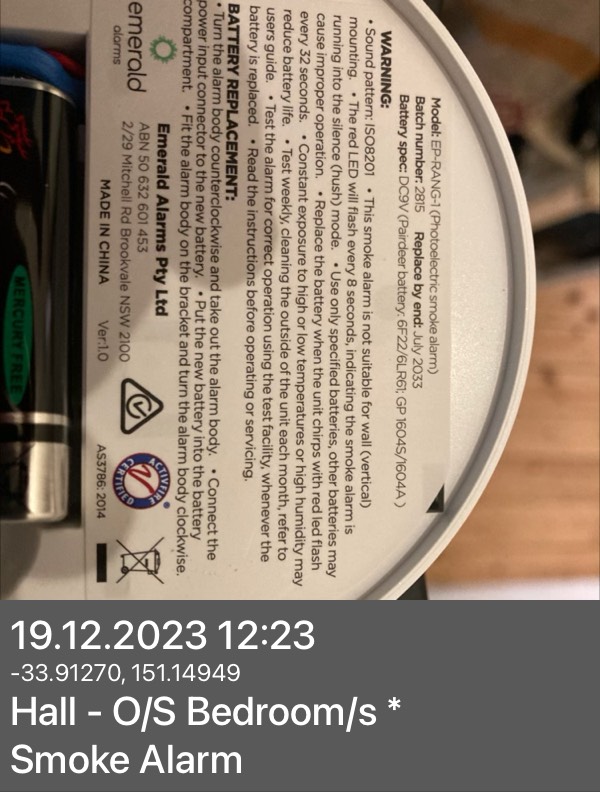 Model: EP-RANG-1 (Photoelectric smoke alarm)
Batch number: 2815 Replace by end: July 2033
Battery spec: DC9V (Pairdeer battery: 6F22/6LR61; GP 1604S/1604A )
WARNING:
• Sound pattern: ISO8201 • This smoke alarm is not suitable for wall (vertical)
mounting. • The red LED will flash every 8 seconds, indicating the smoke alarm is
running into the silence (hush) mode. • Use only specified batteries, other batteries may
cause improper operation. • Replace the battery when the unit chirps with red led flash
every 32 seconds. • Constant exposure to high or low temperatures or high humidity may
reduce battery life. • Test weekly, cleaning the outside of the unit each month, refer to
users guide. • Test the alarm for correct operation using the test facility, whenever the
battery is replaced. • Read the instructions before operating or servicing.
BATTERY REPLACEMENT:
• Turn the alarm body counterclockwise and take out the alarm body. • Connect the
power input connector to the new battery. • Put the new battery into the battery
compartment. • Fit the alarm body on the bracket and turn the alarm body clockwise.
emerald
alarms
Emerald Alarms Pty Ltd
ABN 50 632 601 453
2/29 Mitchell Rd Brookvale NSW 2100
MADE IN CHINA Ver:1.0
ACTIVFIRE
CERTIFIED
®
AS3786: 2014
MERCURY FREE
19.12.2023 12:23
-33.91270, 151.14949
Hall - O/S Bedroom/s *
Smoke Alarm